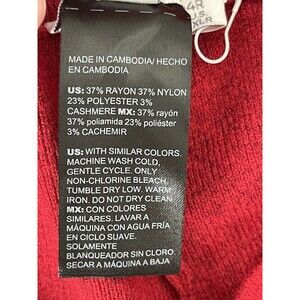 4R
XLR
MADE IN CAMBODIA/ HECHO
EN CAMBODIA
US: 37% RAYON 37% NYLON
23% POLYESTER 3%
CASHMERE MX: 37% rayón
37% poliamida 23% poliéster
3% CACHEMIR
US: WITH SIMILAR COLORS.
MACHINE WASH COLD,
GENTLE CYCLE. ONLY
NON-CHLORINE BLEACH.
TUMBLE DRY LOW. WARM
IRON. DO NOT DRY CLEAN
MX: CON COLORES
SIMILARES. LAVAR A
MÁQUINA CON AGUA FRÍA
EN CICLO SUAVE.
SOLAMENTE
BLANQUEADOR SIN CLORO.
SECAR A MÁQUINA A BAJA